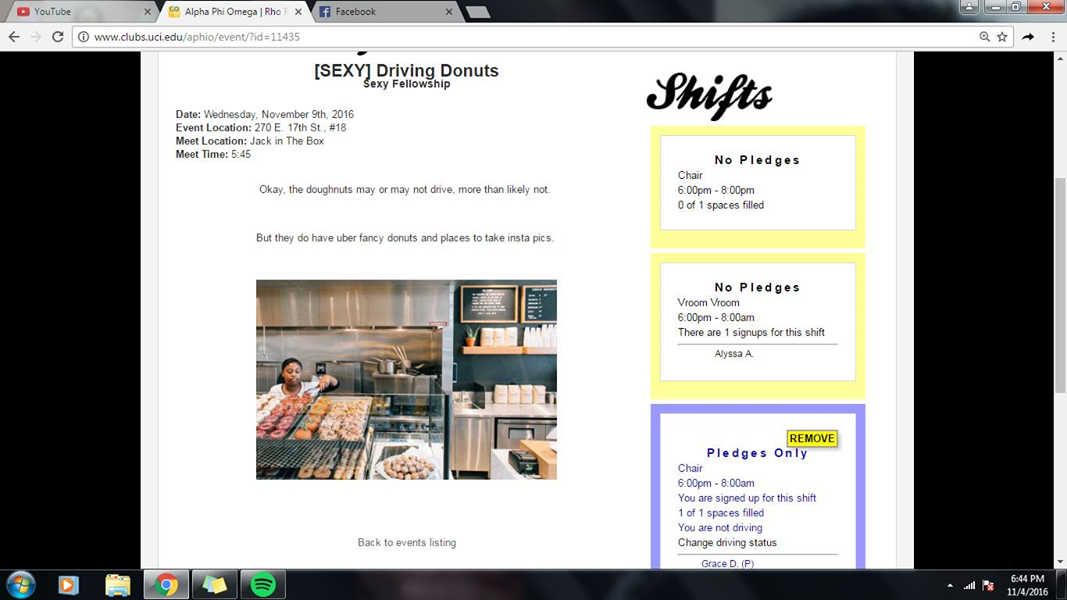 YouTube
Alpha Phi Omega | Rho
Facebook
www.clubs.uci.edu/aphio/event/?id=11435
[SEXY] Driving Donuts
Sexy Fellowship
Date: Wednesday, November 9th, 2016
Event Location: 270 E. 17th St., #18
Meet Location: Jack in The Box
Meet Time: 5:45
Okay, the doughnuts may or may not drive, more than likely not.
But they do have uber fancy donuts and places to take insta pics.
Back to events listing
Shifts
No Pledges
Chair
6:00pm - 8:00pm
0 of 1 spaces filled
No Pledges
Vroom Vroom
6:00pm - 8:00am
There are 1 signups for this shift
Alyssa A.
REMOVE
Pledges Only
Chair
6:00pm - 8:00am
You are signed up for this shift
1 of 1 spaces filled
You are not driving
Change driving status
Grace D. (P)
6:44 PM
11/4/2016